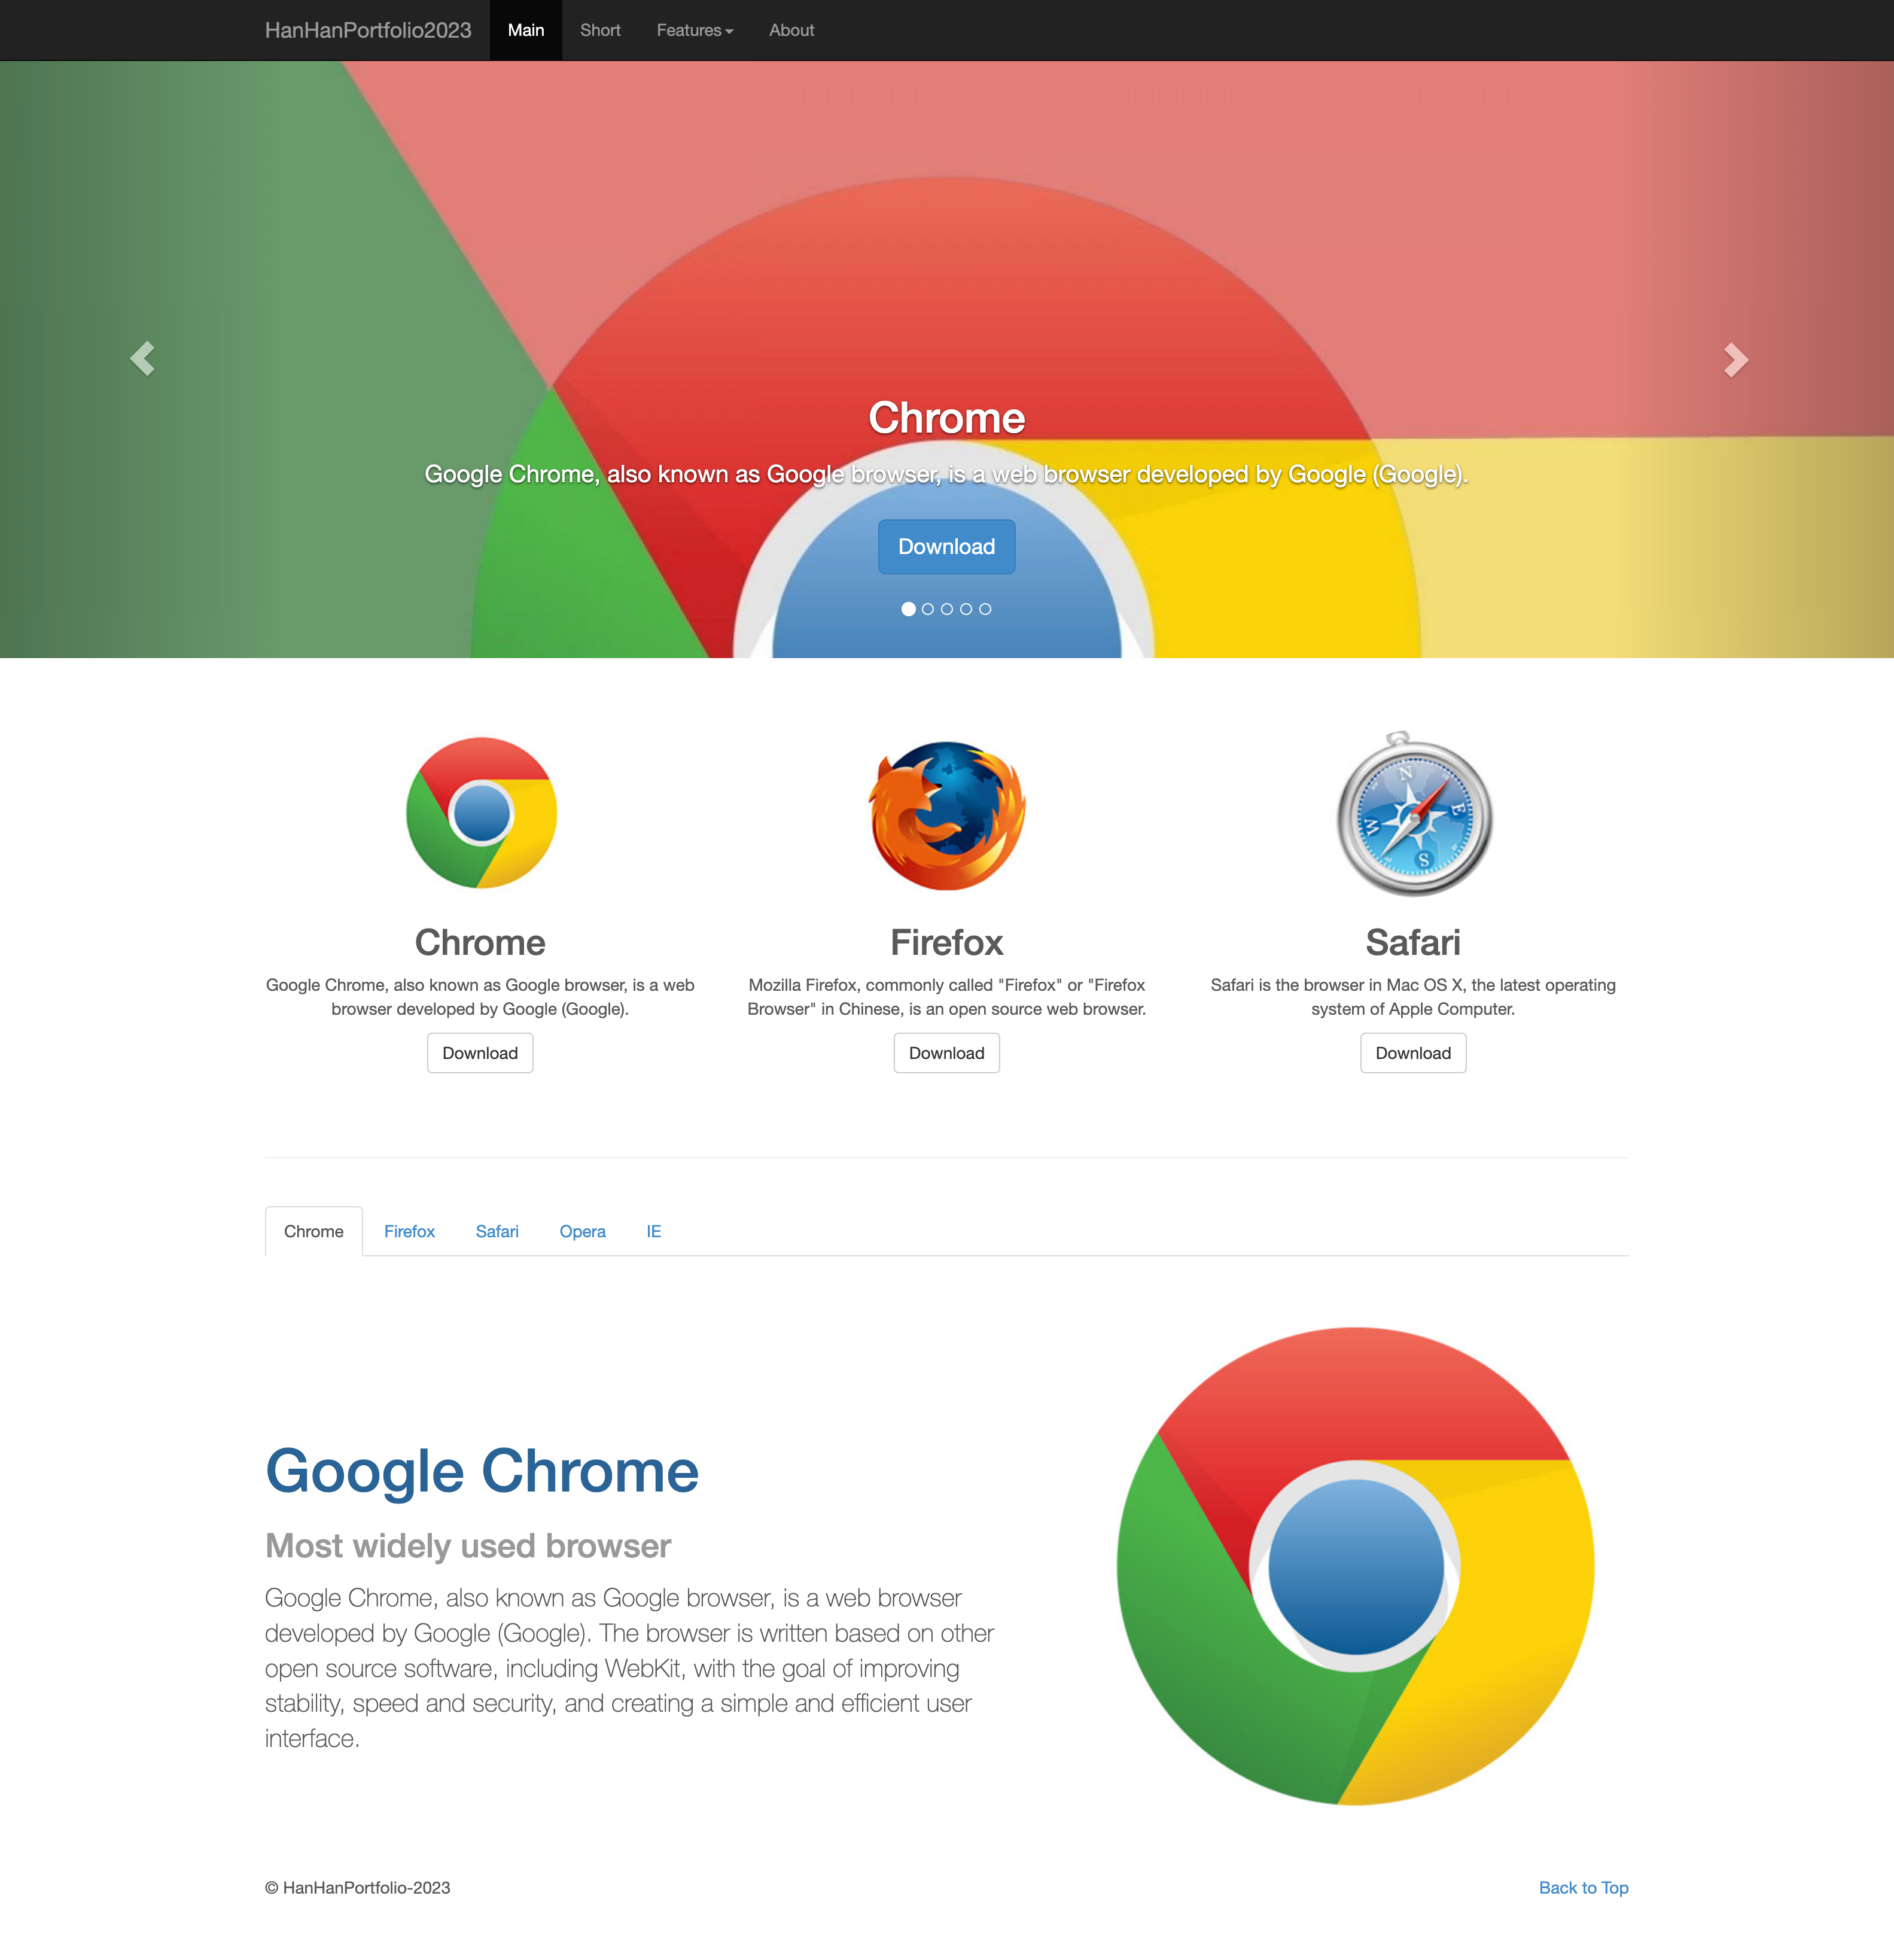 HanHanPortfolio2023 Main Short Features About
Chrome
Google Chrome, also known as Google browser, is a web browser developed by Google (Google).
Download
N
E
S
W
Chrome
Google Chrome, also known as Google browser, is a web
browser developed by Google (Google).
Download
Firefox
Mozilla Firefox, commonly called "Firefox" or "Firefox
Browser" in Chinese, is an open source web browser.
Download
Safari
Safari is the browser in Mac OS X, the latest operating
system of Apple Computer.
Download
Chrome Firefox Safari Opera IE
Google Chrome
Most widely used browser
Google Chrome, also known as Google browser, is a web browser
developed by Google (Google). The browser is written based on other
open source software, including WebKit, with the goal of improving
stability, speed and security, and creating a simple and efficient user
interface.
© HanHanPortfolio-2023
Back to Top